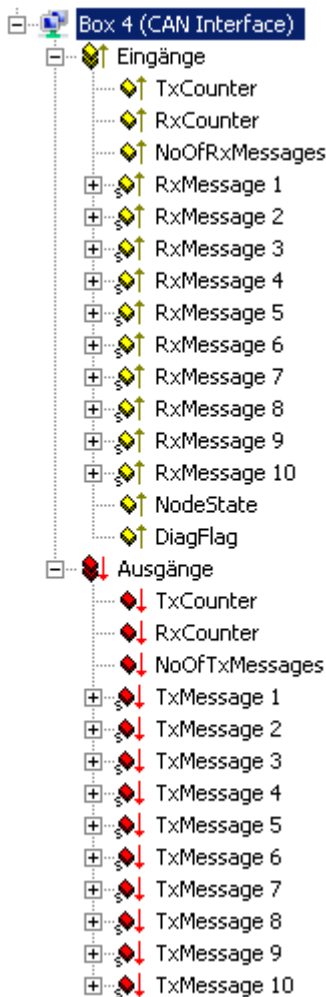 Box 4 (CAN Interface)
Eingänge
TxCounter
RxCounter
NoOfRxMessages
RxMessage 1
RxMessage 2
RxMessage 3
RxMessage 4
RxMessage 5
RxMessage 6
RxMessage 7
RxMessage 8
RxMessage 9
RxMessage 10
NodeState
DiagFlag
Ausgänge
TxCounter
RxCounter
NoOfTxMessages
TxMessage 1
TxMessage 2
TxMessage 3
TxMessage 4
TxMessage 5
TxMessage 6
TxMessage 7
TxMessage 8
TxMessage 9
TxMessage 10